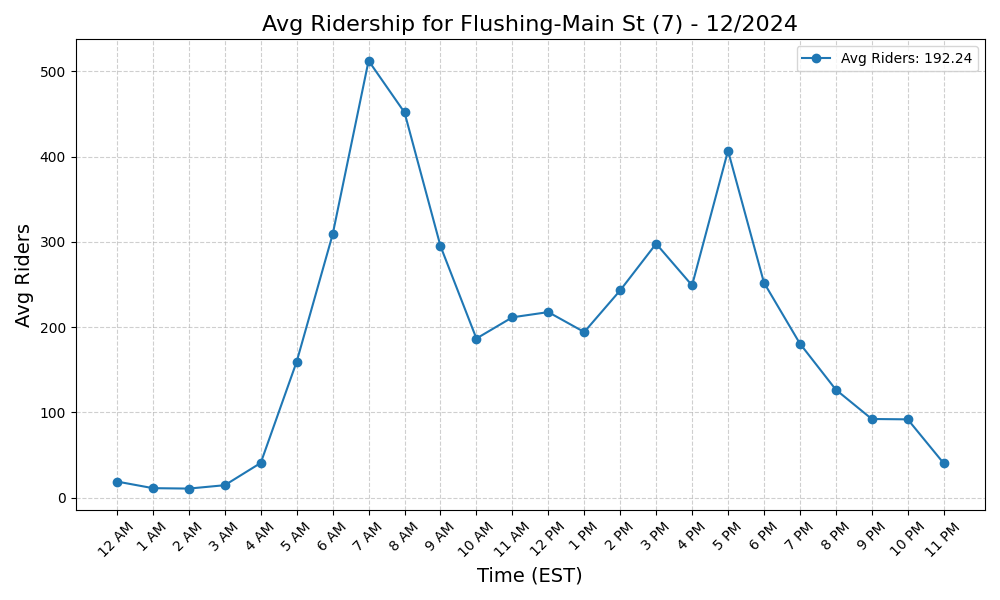 Avg Ridership for Flushing-Main St (7) - 12/2024
Avg Riders: 192.24
Avg Riders
500
400
300
200
100
0
12 AM
1 AM
2 AM
3 AM
4 AM
5 AM
6 AM
7 AM
8 AM
9 AM
10 AM
11 AM
12 PM
1 PM
2 PM
3 PM
4 PM
5 PM
6 PM
7 PM
8 PM
9 PM
10 PM
11 PM
Time (EST)